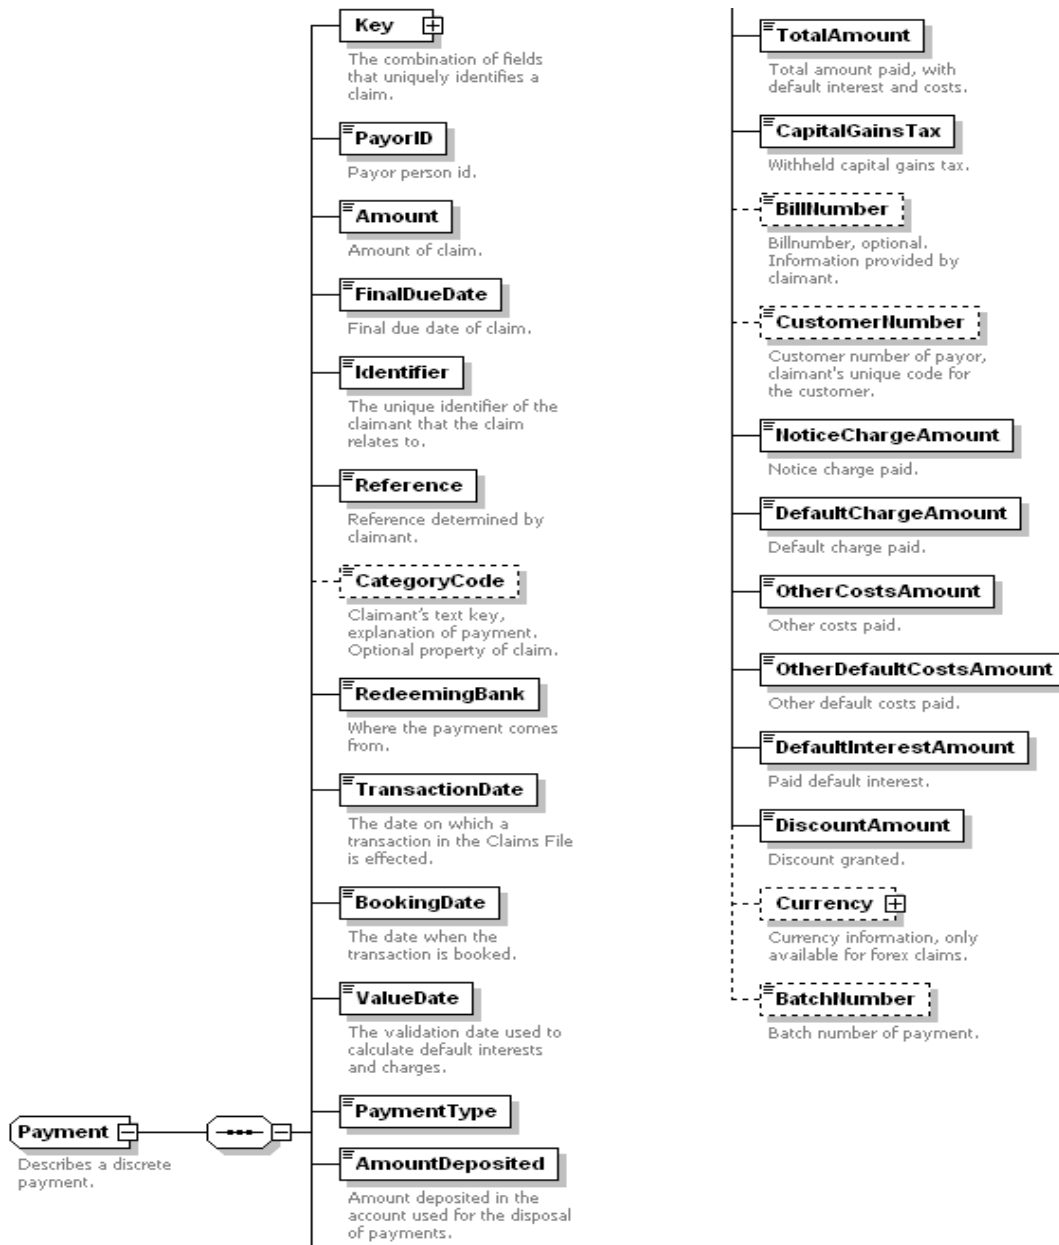 Key
The combination of fields
that uniquely identifies a
claim.
PayorID
Payor person id.
Amount
Amount of claim.
FinalDueDate
Final due date of claim.
Identifier
The unique identifier of the
claimant that the claim
relates to.
Reference
Reference determined by
claimant.
CategoryCode
Claimant's text key,
explanation of payment.
Optional property of claim.
RedeemingBank
Where the payment comes
from.
TransactionDate
The date on which a
transaction in the Claims File
is effected.
BookingDate
The date when the
transaction is booked.
ValueDate
The validation date used to
calculate default interests
and charges.
Payment
Describes a discrete
payment.
PaymentType
AmountDeposited
Amount deposited in the
account used for the disposal
of payments.
TotalAmount
Total amount paid, with
default interest and costs.
CapitalGainsTax
Withheld capital gains tax.
BillNumber
Billnumber, optional.
Information provided by
claimant.
CustomerNumber
Customer number of payor,
claimant's unique code for
the customer.
NoticeChargeAmount
Notice charge paid.
DefaultChargeAmount
Default charge paid.
OtherCostsAmount
Other costs paid.
OtherDefaultCostsAmount
Other default costs paid.
DefaultInterestAmount
Paid default interest.
DiscountAmount
Discount granted.
Currency
Currency information, only
available for forex claims.
BatchNumber
Batch number of payment.